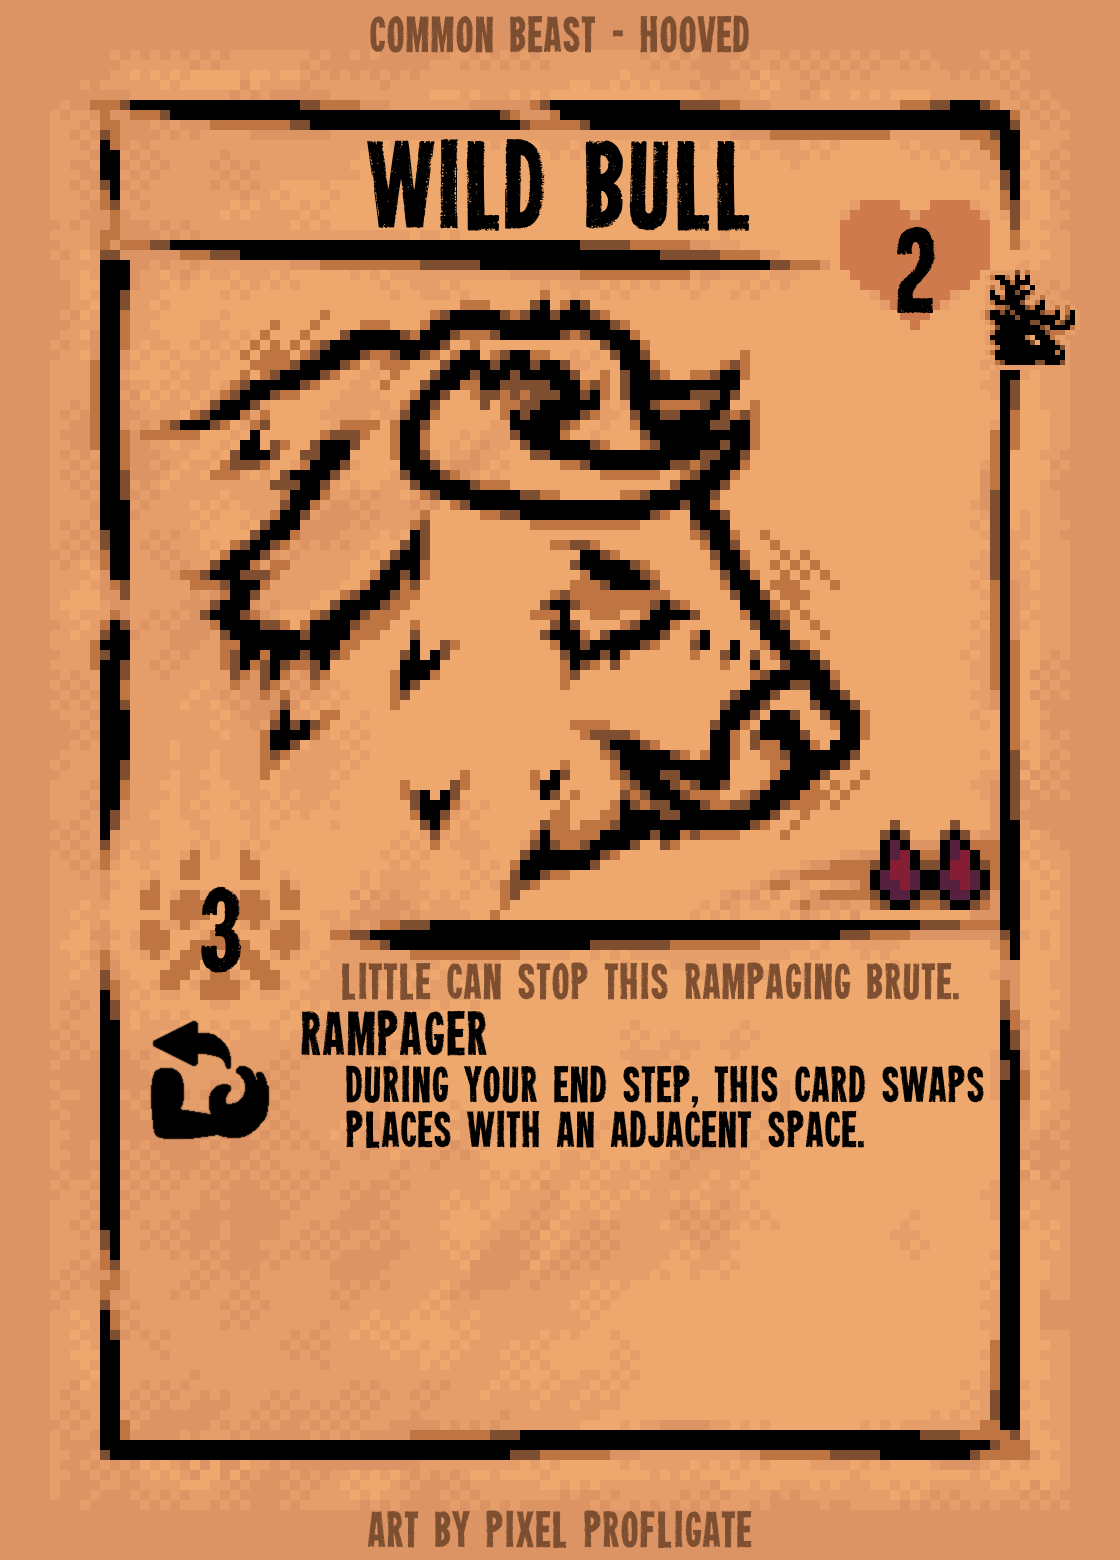 COMMON BEAST - HOOVED
WILD BULL
2
3
LITTLE CAN STOP THIS RAMPAGING BRUTE.
RAMPAGER
DURING YOUR END STEP, THIS CARD SWAPS
PLACES WITH AN ADJACENT SPACE.
ART BY PIXEL PROFLIGATE